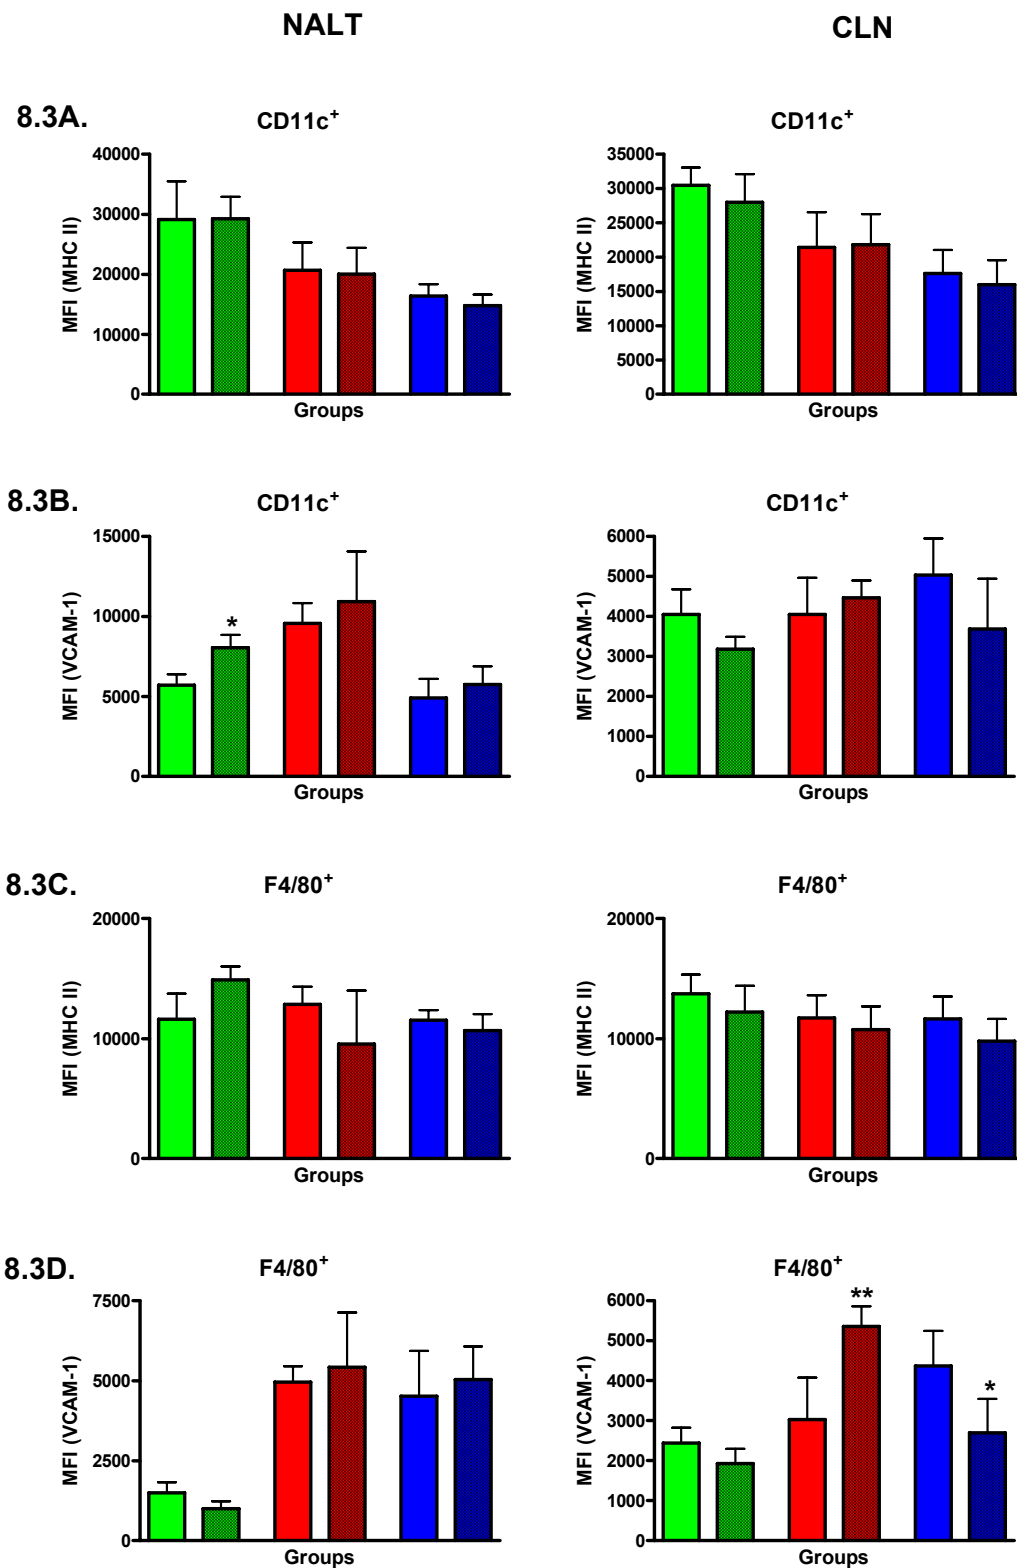 NALT
CLN
8.3A.
CD11c+
MFI (MHC II)
40000
30000
20000
10000
0
Groups
CD11c+
MFI (MHC II)
35000
30000
25000
20000
15000
10000
5000
0
Groups
8.3B.
CD11c+
MFI (VCAM-1)
15000
10000
5000
0
*
Groups
CD11c+
MFI (VCAM-1)
6000
5000
4000
3000
2000
1000
0
Groups
8.3C.
F4/80+
MFI (MHC II)
20000
10000
0
Groups
F4/80+
MFI (MHC II)
20000
10000
0
Groups
8.3D.
F4/80+
MFI (VCAM-1)
7500
5000
2500
0
Groups
F4/80+
MFI (VCAM-1)
6000
5000
4000
3000
2000
1000
0
**
*
Groups